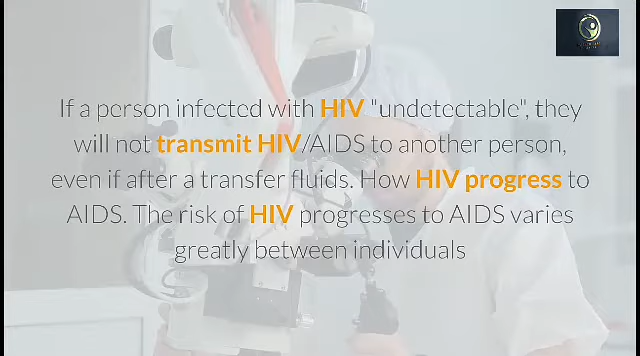 If a person infected with HIV "undetectable", they
will not transmit HIV/AIDS to another person,
even if after a transfer fluids. How HIV progress to
AIDS. The risk of HIV progresses to AIDS varies
greatly between individuals